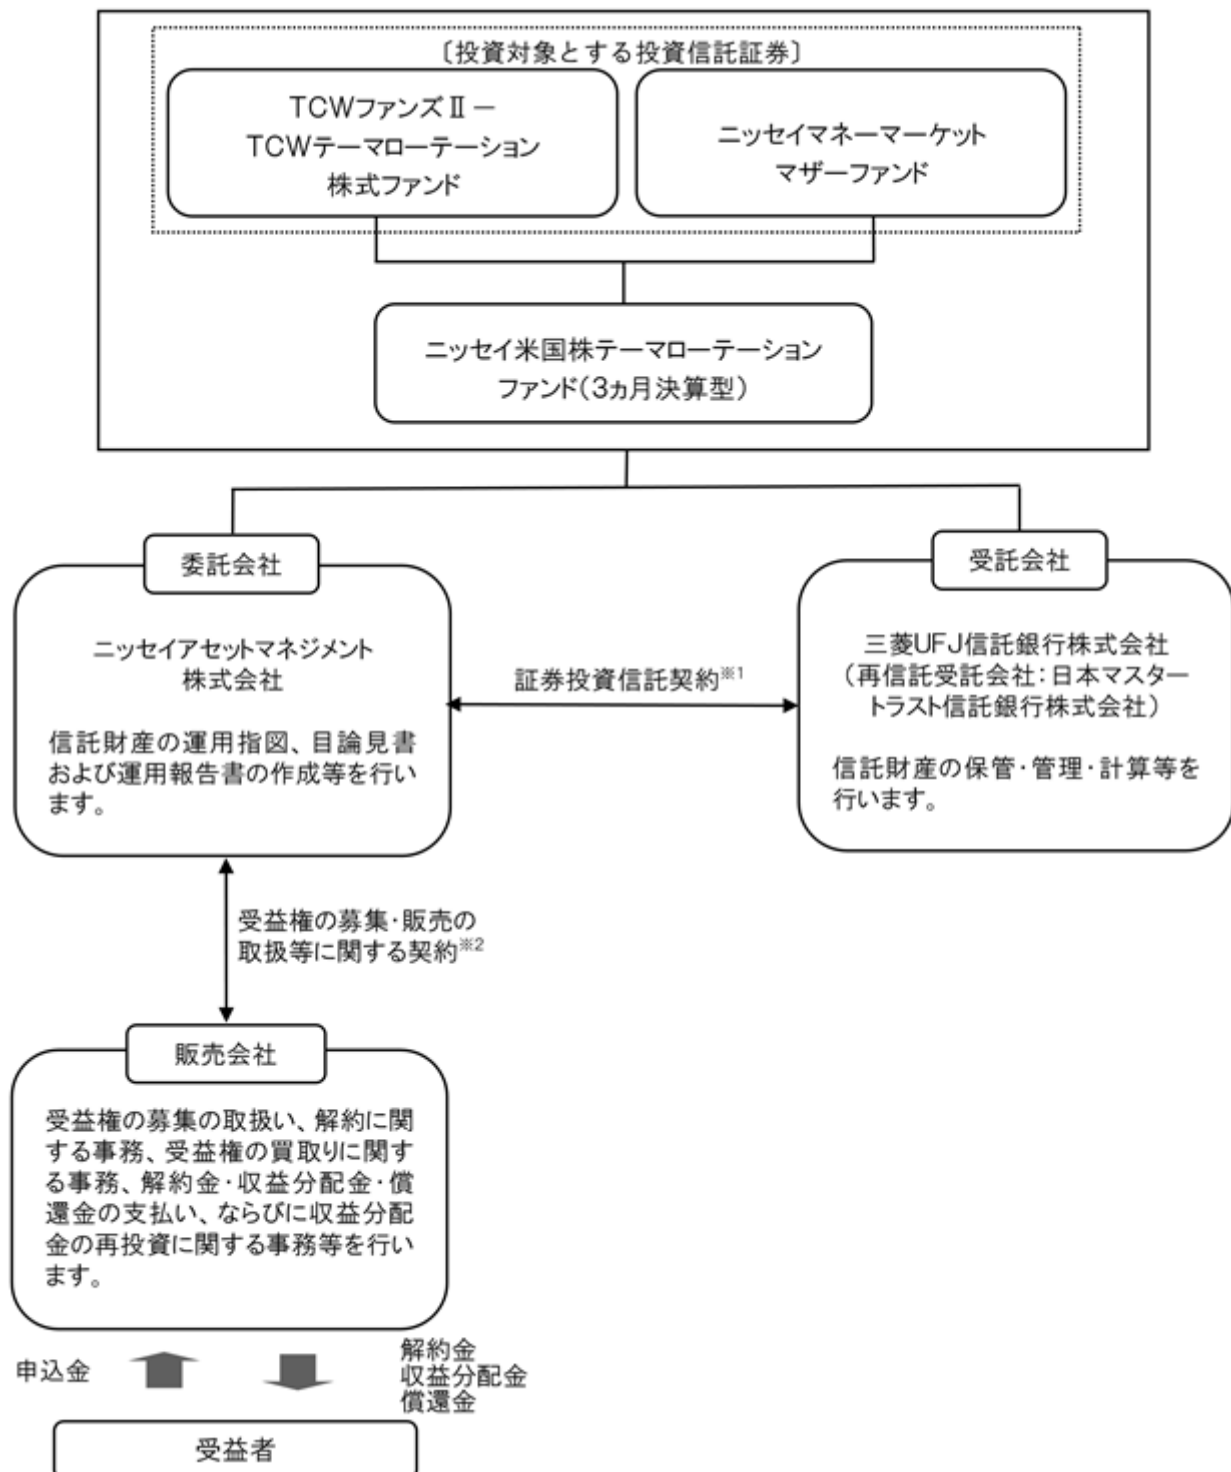 〔投資対象とする投資信託証券〕
TCWファンズⅡー
TCWテーマローテーション
株式ファンド
ニッセイマネーマーケット
マザーファンド
ニッセイ米国株テーマローテーション
ファンド(3ヵ月決算型)
委託会社
ニッセイアセットマネジメント
株式会社
信託財産の運用指図、目論見書
および運用報告書の作成等を行い
ます。
証券投資信託契約※1
受託会社
三菱UFJ信託銀行株式会社
(再信託受託会社:日本マスター
トラスト信託銀行株式会社)
信託財産の保管・管理・計算等を
行います。
受益権の募集・販売の
取扱等に関する契約※2
販売会社
受益権の募集の取扱い、解約に関
する事務、受益権の買取りに関す
る事務、解約金・収益分配金・償
還金の支払い、ならびに収益分配
金の再投資に関する事務等を行い
ます。
申込金
解約金
収益分配金
償還金
受益者